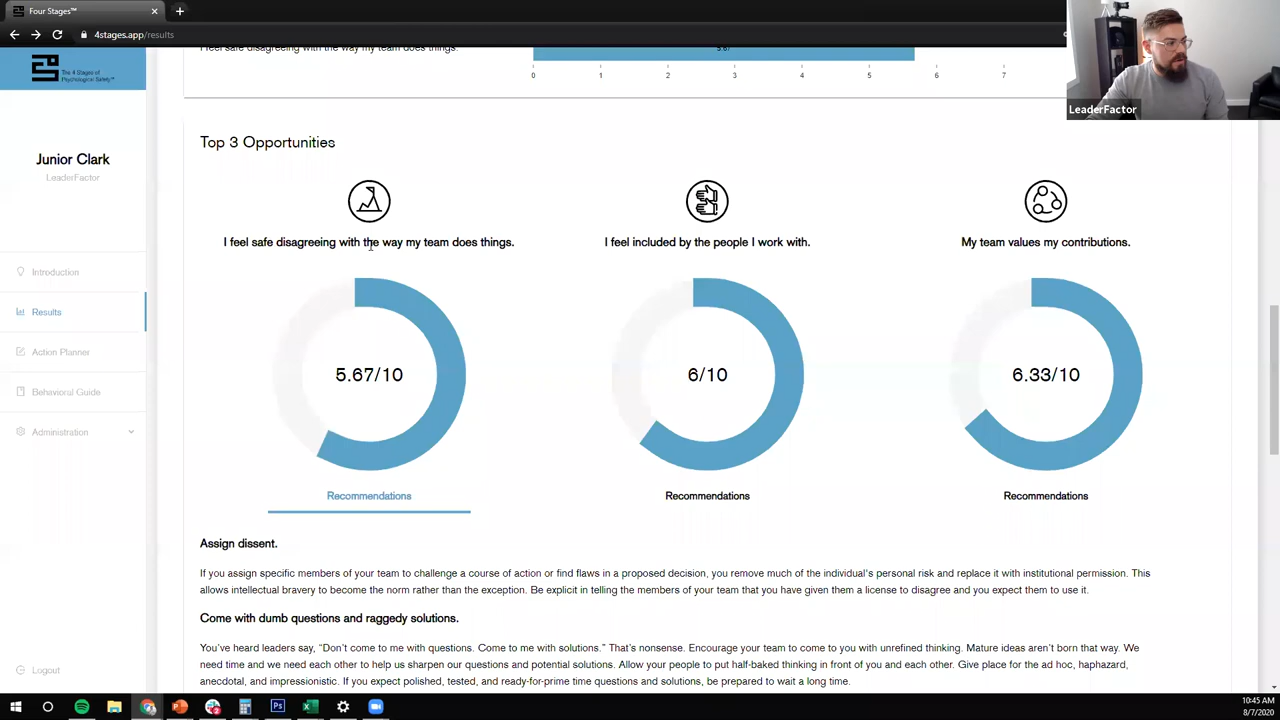 Four Stages™
4stages.app/results
The 4 Stages of
Psychological Safety™
LeaderFactor
Junior Clark
LeaderFactor
Introduction
Results
Action Planner
Behavioral Guide
Administration
Logout
I feel safe disagreeing with the way my team does things.
5.67
0 1 2 3 4 5 6 7
Top 3 Opportunities
I feel safe disagreeing with the way my team does things.
5.67/10
Recommendations
I feel included by the people I work with.
6/10
Recommendations
My team values my contributions.
6.33/10
Recommendations
Assign dissent.
If you assign specific members of your team to challenge a course of action or find flaws in a proposed decision, you remove much of the individual's personal risk and replace it with institutional permission. This
allows intellectual bravery to become the norm rather than the exception. Be explicit in telling the members of your team that you have given them a license to disagree and you expect them to use it.
Come with dumb questions and raggedy solutions.
You've heard leaders say, “Don't come to me with questions. Come to me with solutions.” That's nonsense. Encourage your team to come to you with unrefined thinking. Mature ideas aren't born that way. We
need time and we need each other to help us sharpen our questions and potential solutions. Allow your people to put half-baked thinking in front of you and each other. Give place for the ad hoc, haphazard,
anecdotal, and impressionistic. If you expect polished, tested, and ready-for-prime time questions and solutions, be prepared to wait a long time.
10:45 AM
8/7/2020